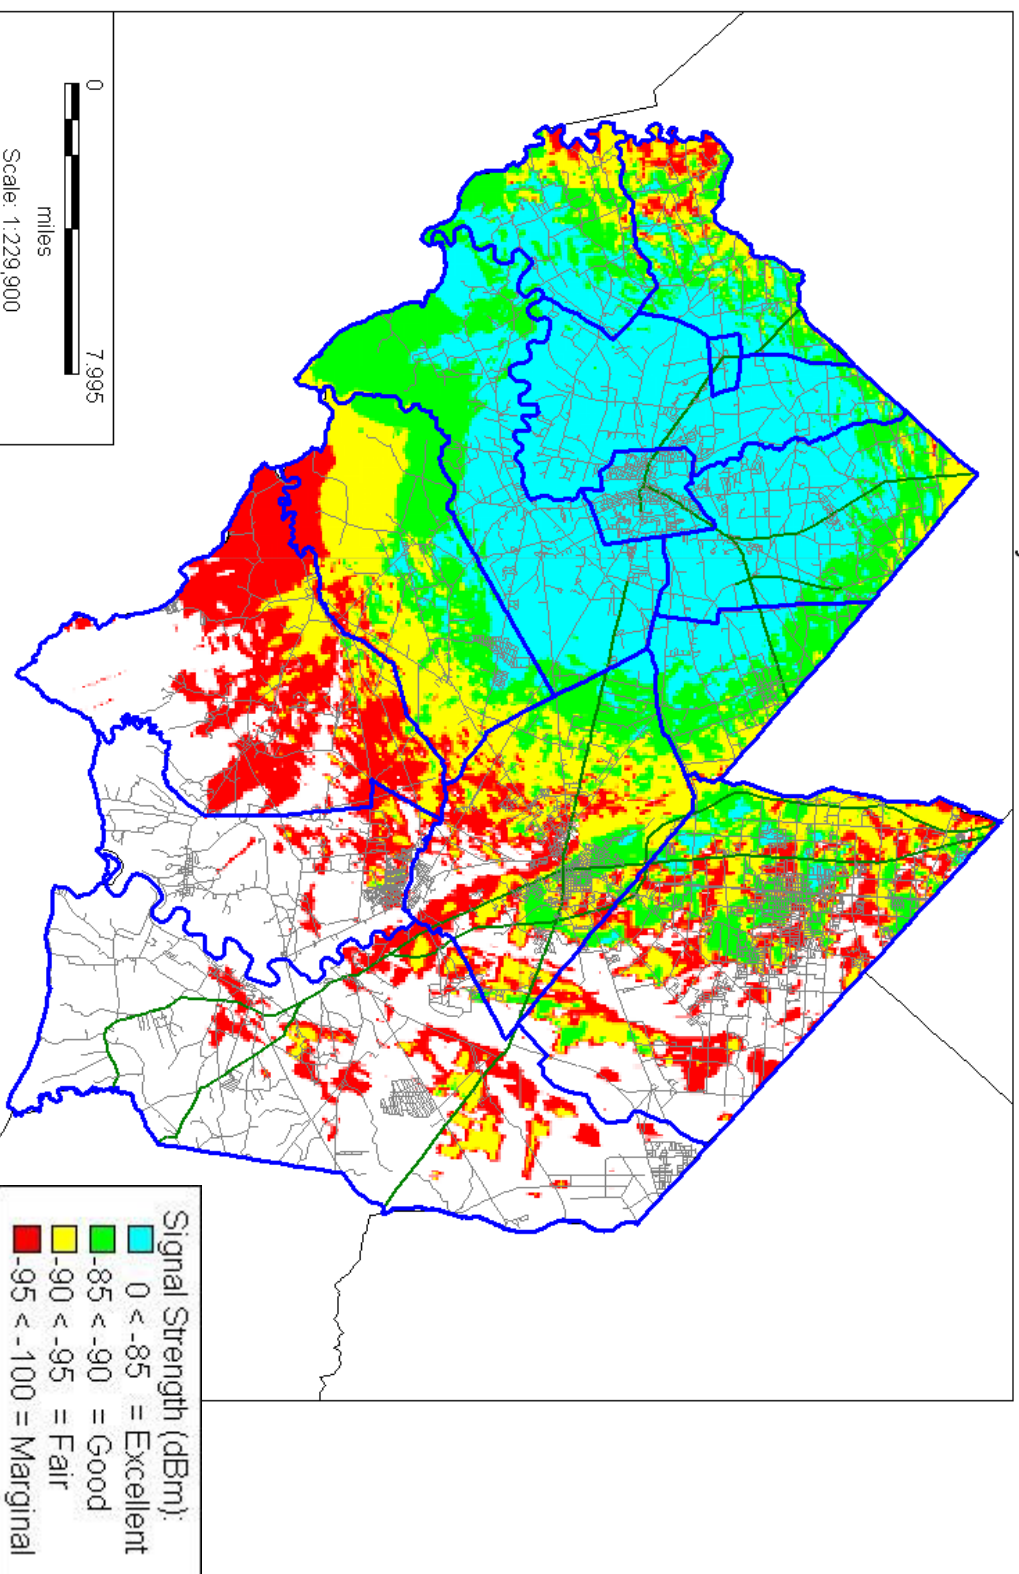 0 7.995
miles
Scale: 1:229,900
Signal Strength (dBm):
0 < -85 = Excellent
-85 < -90 = Good
-90 < -95 = Fair
-95 < -100 = Marginal